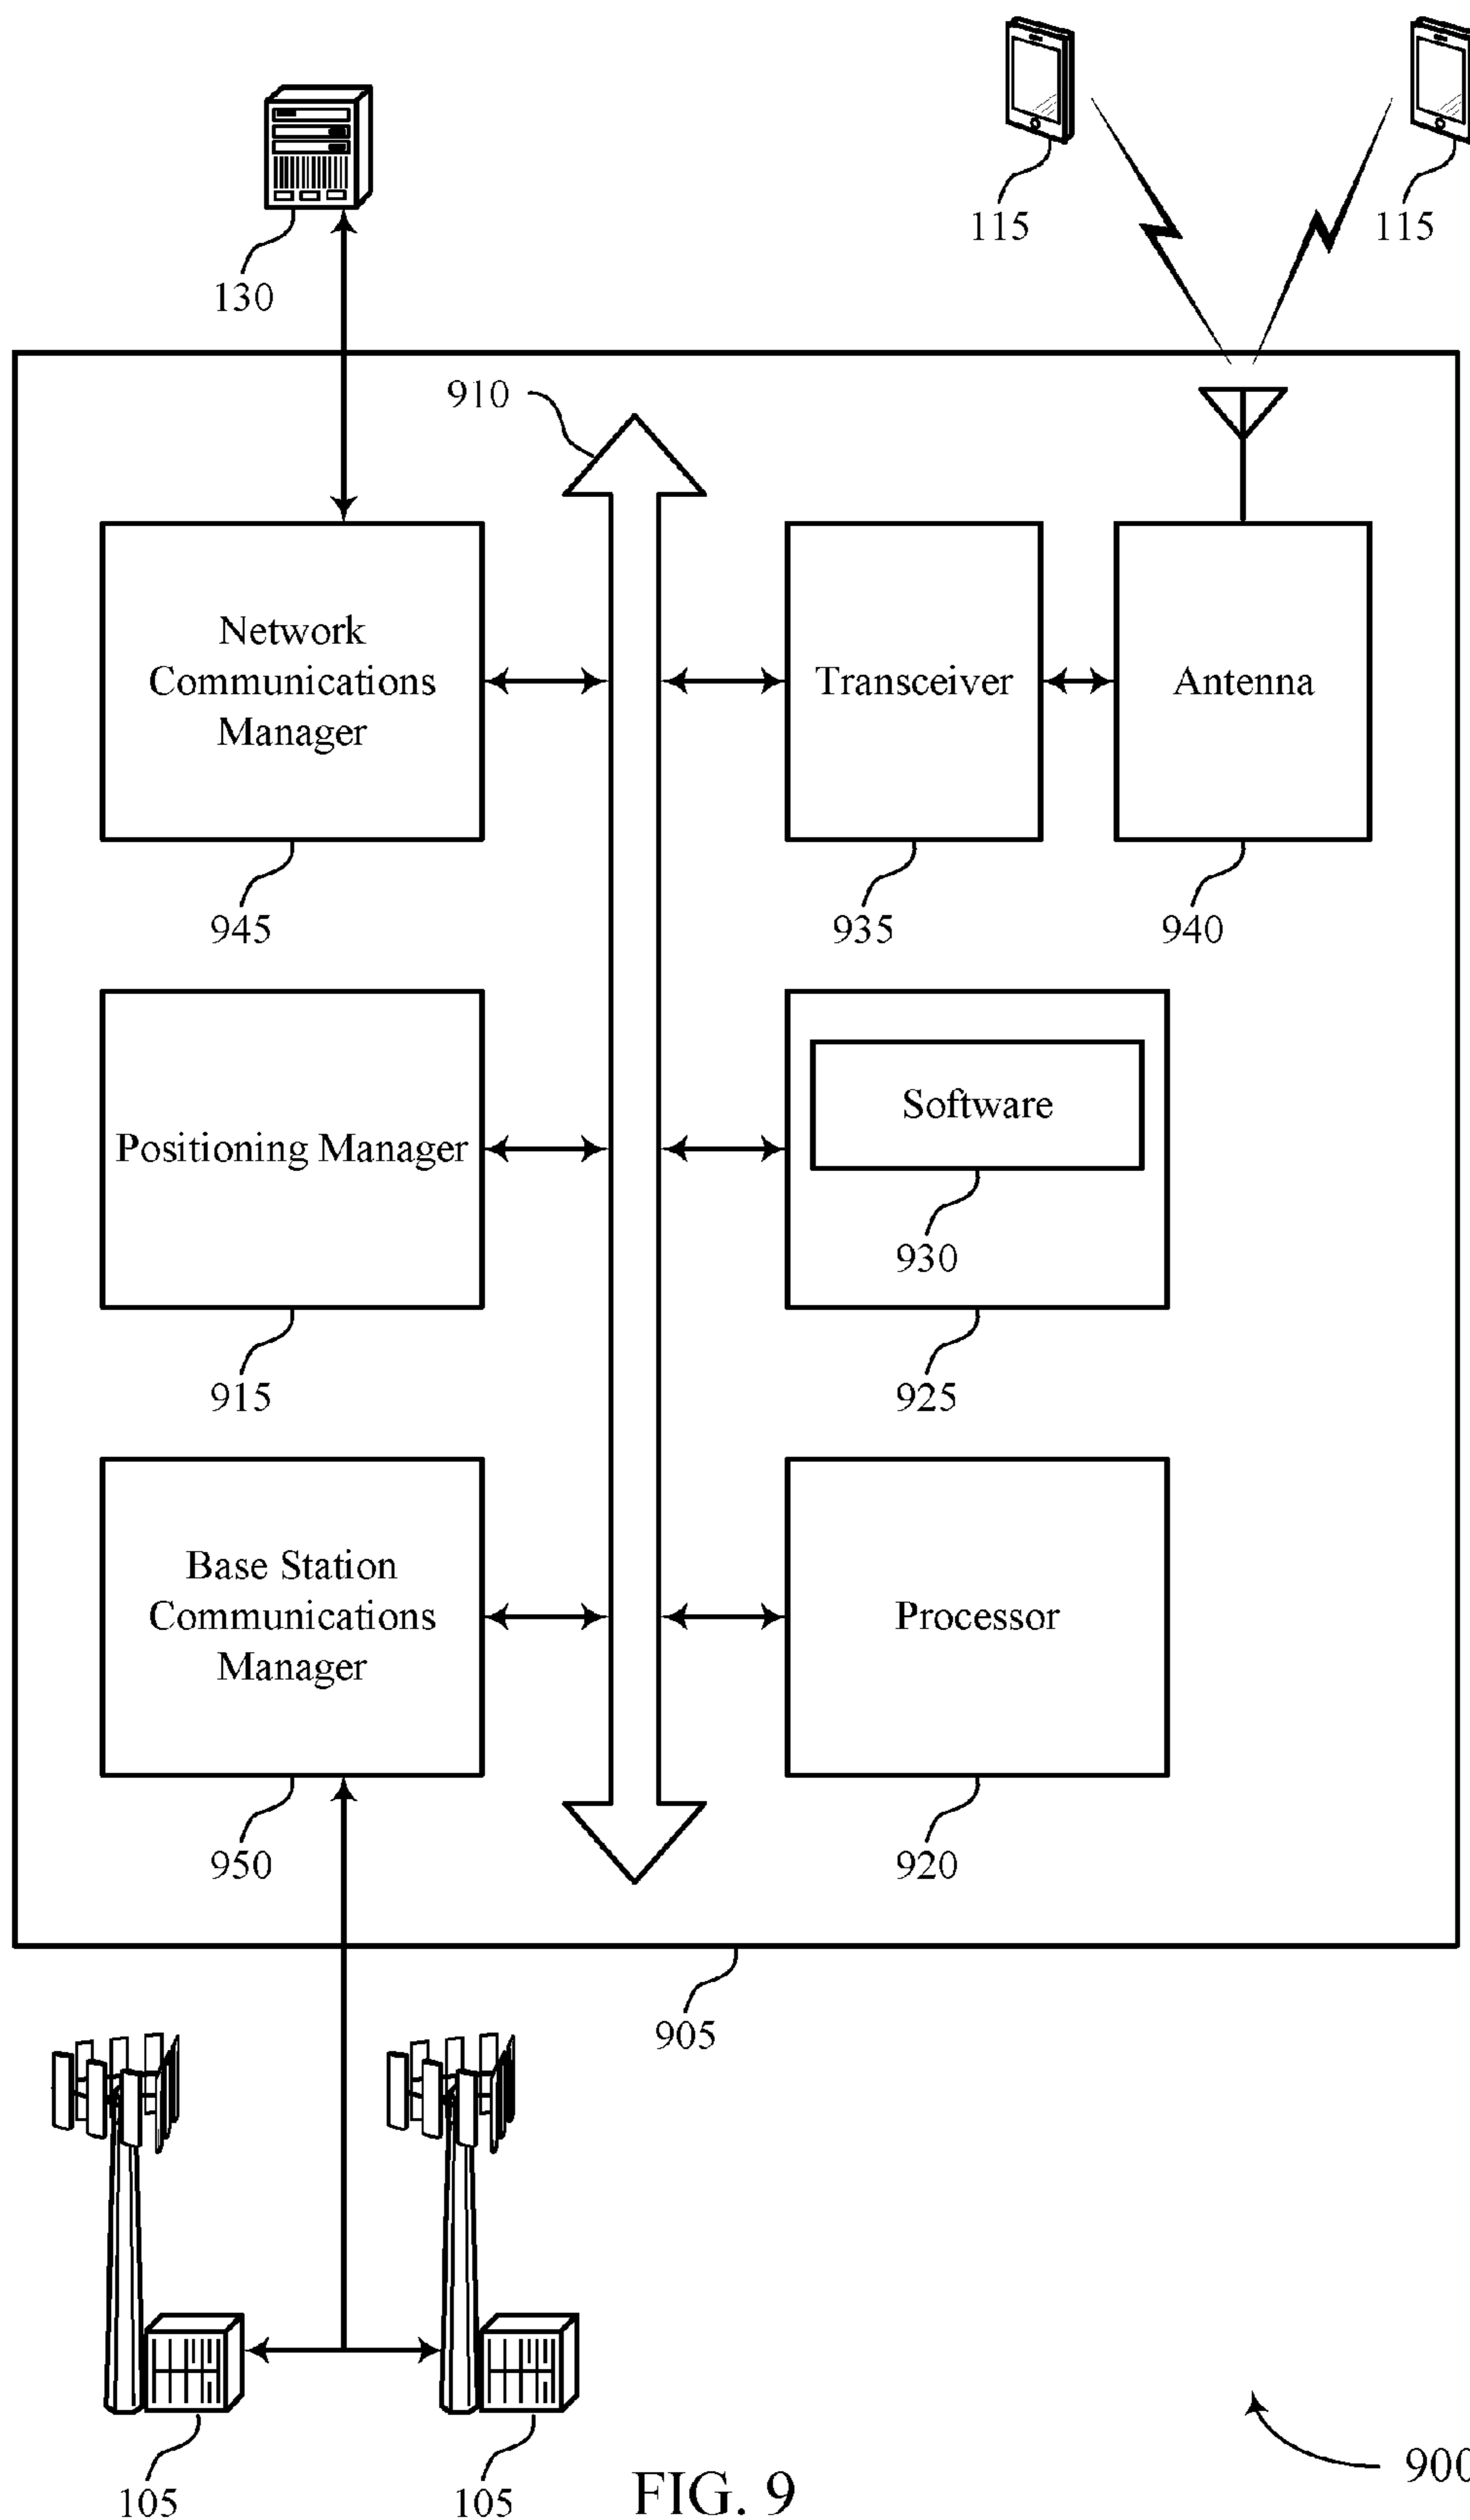 115
115
130
910
Network
Communications
Manager
Transceiver
Antenna
945
935
940
Positioning Manager
Software
930
915
925
Base Station
Communications
Manager
Processor
950
920
905
105
105
FIG. 9
900